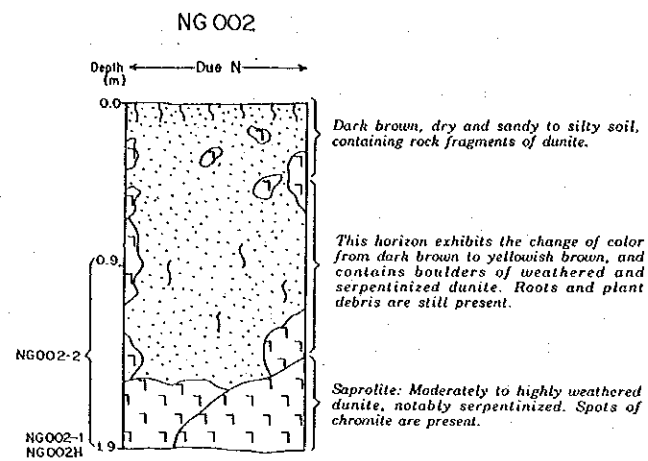 NG 002
Depth
(m)
Due N
0.0
Dark brown, dry and sandy to silty soil,
containing rock fragments of dunite.
This horizon exhibits the change of color
from dark brown to yellowish brown, and
contains boulders of weathered and
serpentinized dunite. Roots and plant
debris are still present.
0.9
NG002-2
Saprolite: Moderately to highly weathered
dunite, notably serpentinized. Spots of
chromite are present.
NG002-1
NG002H
1.9